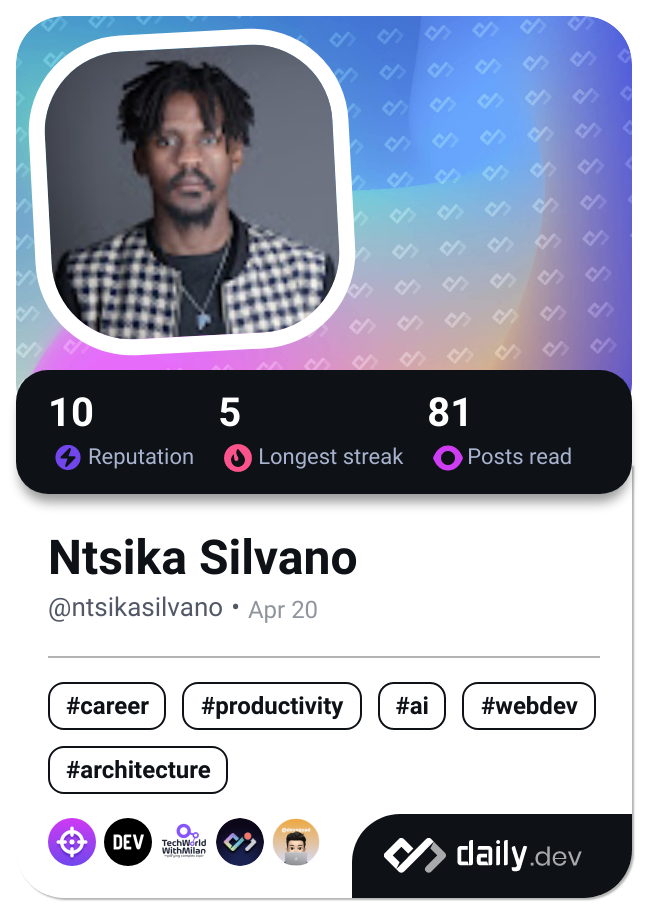 10 5 81
Reputation Longest streak Posts read
Ntsika Silvano
@ntsikasilvano • Apr 20
#career #productivity #ai #webdev
#architecture
DEV
TechWorld
WithMilan
daily.dev